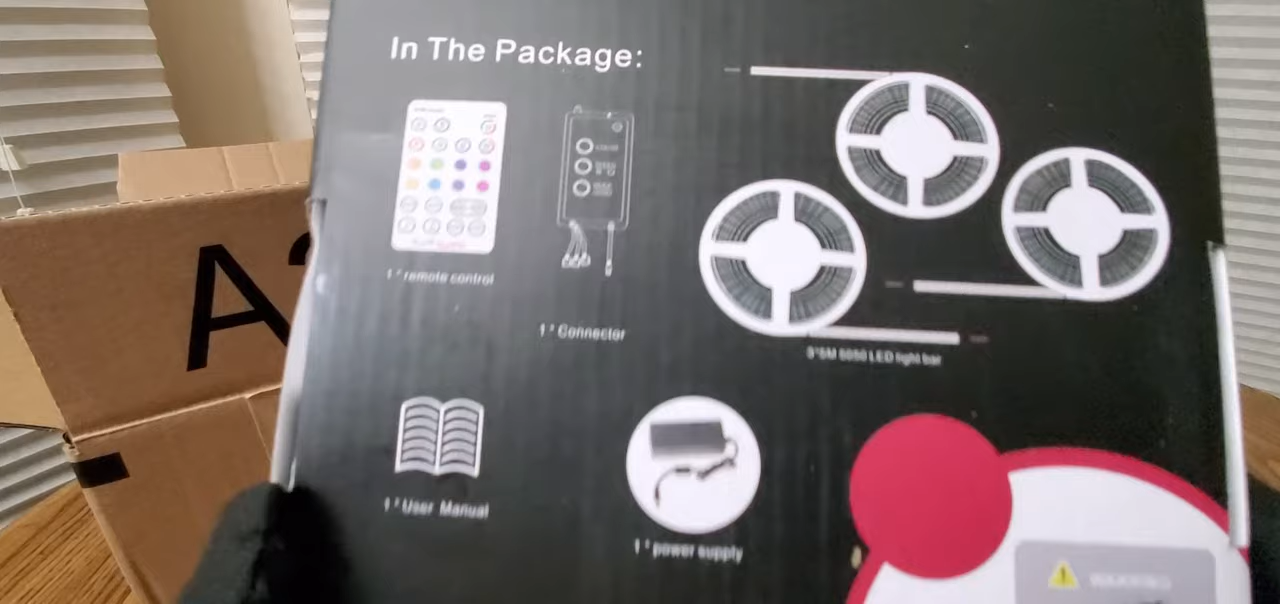 In The Package:
1 * remote control
1 * Connector
3*5M 5050 LED light bar
1 * User Manual
1 * power supply
WARNING
A